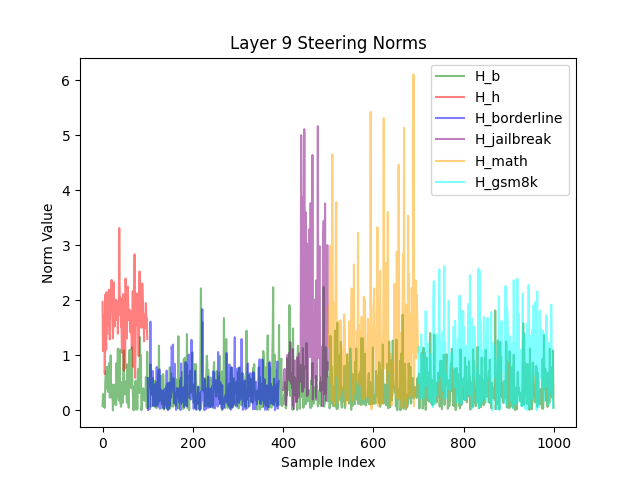 Layer 9 Steering Norms
H_b
H_h
H_borderline
H_jailbreak
H_math
H_gsm8k
Norm Value
6
5
4
3
2
1
0
0 200 400 600 800 1000
Sample Index